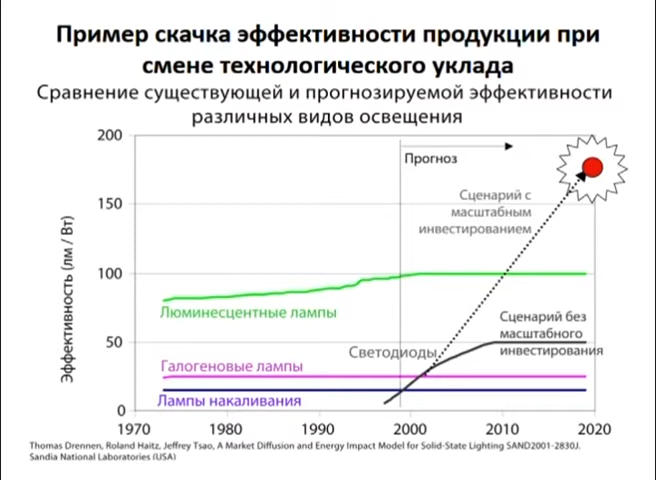 Пример скачка эффективности продукции при
смене технологического уклада
Сравнение существующей и прогнозируемой эффективности
различных видов освещения
200
Прогноз
Сценарий с
масштабным
инвестированием
150
Эффективность (лм / Вт)
100
Люминесцентные лампы
Сценарий без
масштабного
инвестирования
50
Светодиоды
Галогеновые лампы
Лампы накаливания
0
1970 1980 1990 2000 2010 2020
Thomas Drennen, Roland Haitz, Jeffrey Tsao, A Market Diffusion and Energy Impact Model for Solid-State Lighting SAND2001-2830J.
Sandia National Laboratories (USA)